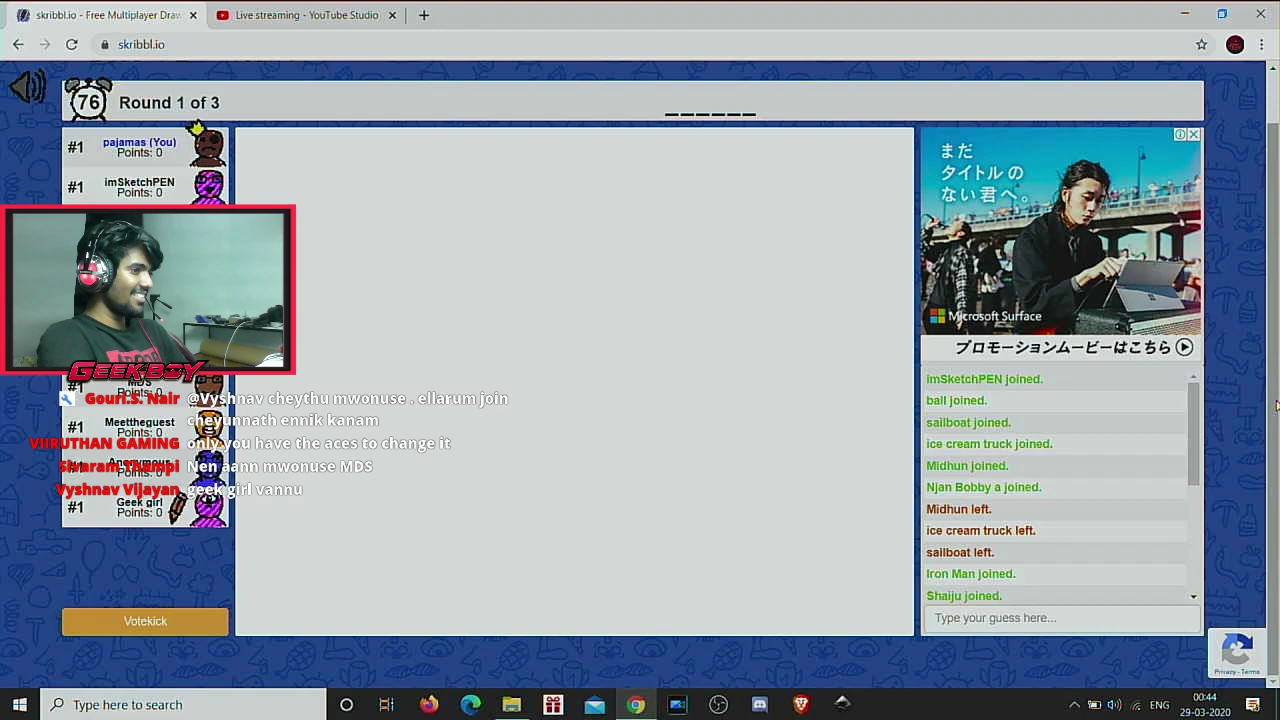 skribbl.io - Free Multiplayer Draw
Live streaming - YouTube Studio
skribbl.io
76
Round 1 of 3
______
#1
pajamas (You)
Points: 0
#1
imSketchPEN
Points: 0
#1
MDS
Points: 0
#1
Meettheguest
Points: 0
#1
Anonymous
Points: 0
#1
Geek girl
Points: 0
GEEKBOY
Gouri.S. Nair @Vyshnav cheythu mwonuse . ellarum join
cheyunnath ennik kanam
VIIRUTHAN GAMING only you have the aces to change it
Sivaram Thampi Nen aann mwonuse MDS
Vyshnav Vijayan geek girl vannu
Votekick
まだ
タイトルの
ない君へ。
Microsoft Surface
プロモーションムービーはこちら
imSketchPEN joined.
ball joined.
sailboat joined.
ice cream truck joined.
Midhun joined.
Njan Bobby a joined.
Midhun left.
ice cream truck left.
sailboat left.
Iron Man joined.
Shaiju joined.
Type your guess here...
Privacy - Terms
Type here to search
ENG
00:44
29-03-2020